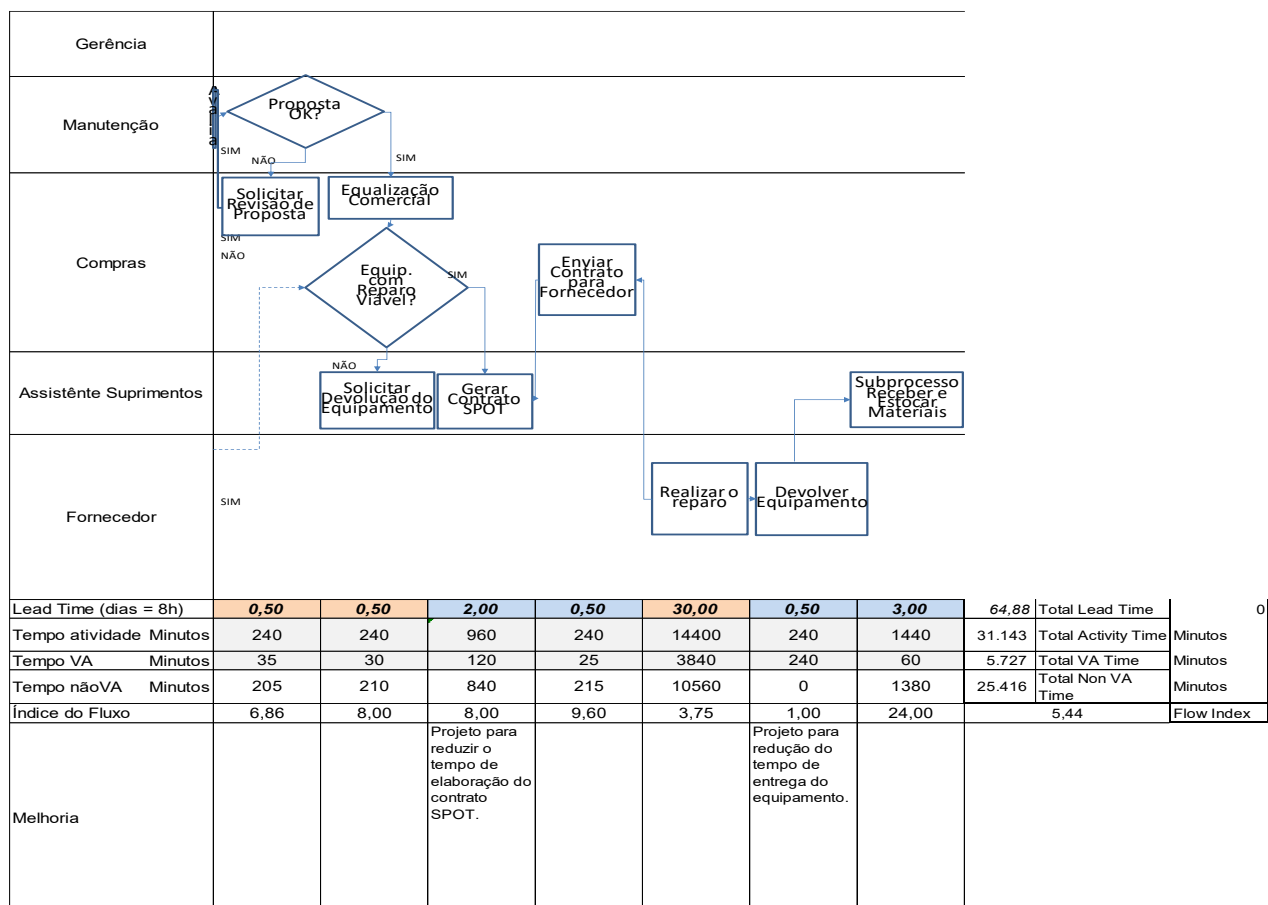 Gerência
Manutenção
Avalia
Proposta
OK?
SIM
NÃO
SIM
Compras
Solicitar
Revisão de
Proposta
Equalização
Comercial
SIM
NÃO
Equip.
com
Reparo
Viável?
SIM
Enviar
Contrato
para
Fornecedor
Assistênte Suprimentos
NÃO
Solicitar
Devolução do
Equipamento
Gerar
Contrato
SPOT
Subprocesso
Receber e
Estocar
Materiais
Fornecedor
SIM
Realizar o
reparo
Devolver
Equipamento
Lead Time (dias = 8h) 0,50 0,50 2,00 0,50 30,00 0,50 3,00 64,88 Total Lead Time 0
Tempo atividade Minutos 240 240 960 240 14400 240 1440 31.143 Total Activity Time Minutos
Tempo VA Minutos 35 30 120 25 3840 240 60 5.727 Total VA Time Minutos
Tempo nãoVA Minutos 205 210 840 215 10560 0 1380 25.416 Total Non VA Minutos
Time
Índice do Fluxo 6,86 8,00 8,00 9,60 3,75 1,00 24,00 5,44 Flow Index
Melhoria
Projeto para
reduzir o
tempo de
elaboração do
contrato
SPOT.
Projeto para
redução do
tempo de
entrega do
equipamento.